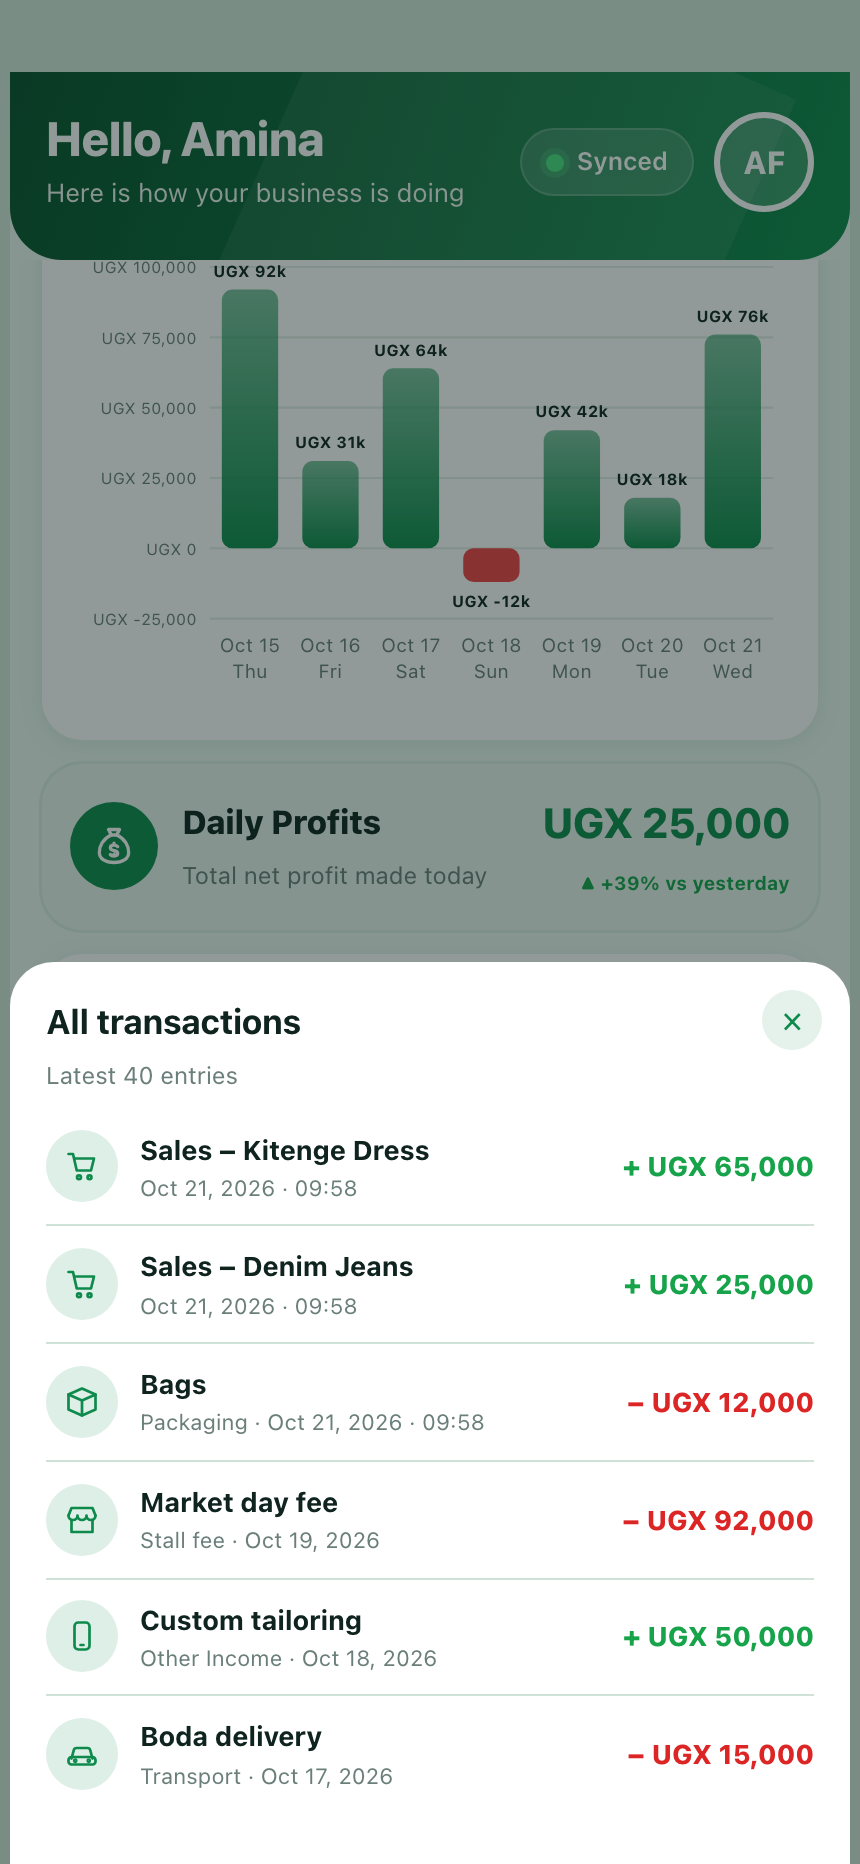 Hello, Amina
Here is how your business is doing
Synced
AF
UGX 100,000
UGX 75,000
UGX 50,000
UGX 25,000
UGX 0
UGX -25,000
UGX 92k
UGX 31k
UGX 64k
UGX -12k
UGX 42k
UGX 18k
UGX 76k
Oct 15 Oct 16 Oct 17 Oct 18 Oct 19 Oct 20 Oct 21
Thu Fri Sat Sun Mon Tue Wed
Daily Profits
Total net profit made today
UGX 25,000
▲ +39% vs yesterday
All transactions
Latest 40 entries
Sales – Kitenge Dress
Oct 21, 2026 · 09:58
+ UGX 65,000
Sales – Denim Jeans
Oct 21, 2026 · 09:58
+ UGX 25,000
Bags
Packaging · Oct 21, 2026 · 09:58
– UGX 12,000
Market day fee
Stall fee · Oct 19, 2026
– UGX 92,000
Custom tailoring
Other Income · Oct 18, 2026
+ UGX 50,000
Boda delivery
Transport · Oct 17, 2026
– UGX 15,000